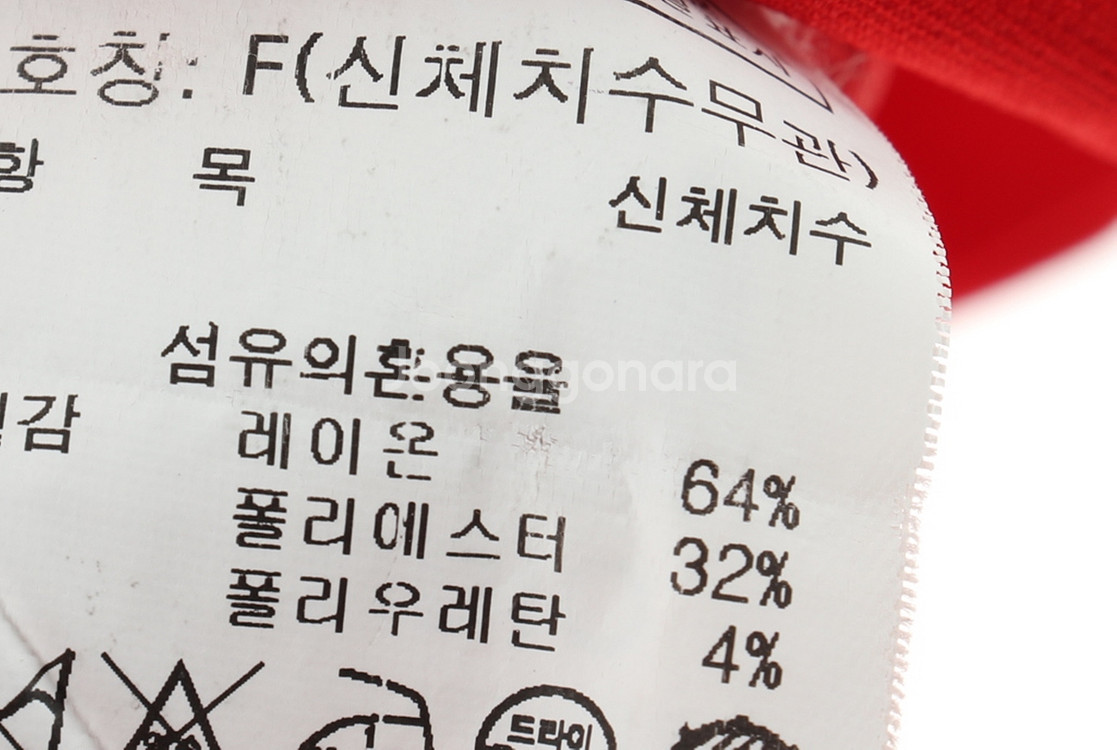 호칭: F(신체치수무관)
항 목 신체치수
섬유의혼용율
감 레이온 64%
폴리에스터 32%
폴리우레탄 4%
드라이
Joonggonara